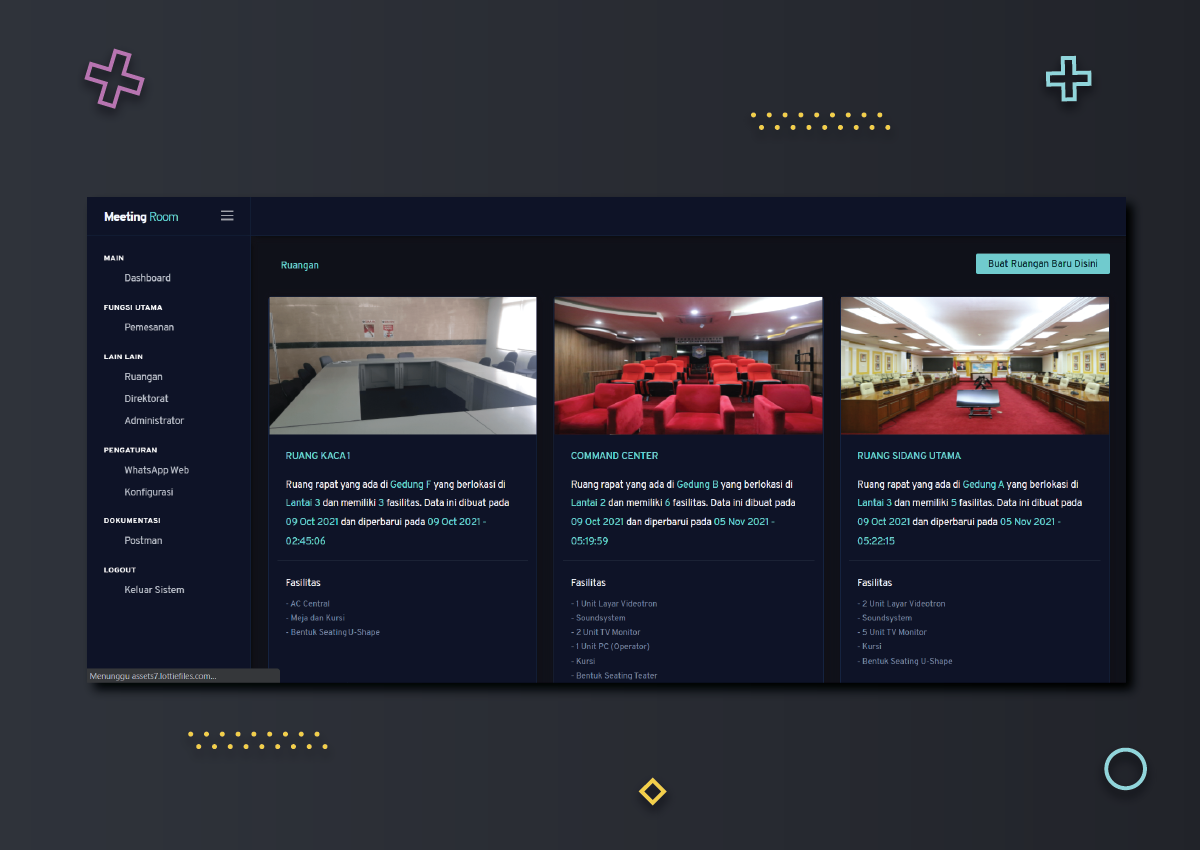 Meeting Room
MAIN
Dashboard
FUNGSI UTAMA
Pemesanan
LAIN LAIN
Ruangan
Direktorat
Administrator
PENGATURAN
WhatsApp Web
Konfigurasi
DOKUMENTASI
Postman
LOGOUT
Keluar Sistem
Menunggu assets7.lottiefiles.com...
Ruangan
Buat Ruangan Baru Disini
RUANG KACA 1
Ruang rapat yang ada di Gedung F yang berlokasi di
Lantai 3 dan memiliki 3 fasilitas. Data ini dibuat pada
09 Oct 2021 dan diperbarui pada 09 Oct 2021 -
02:45:06
Fasilitas
- AC Central
- Meja dan Kursi
- Bentuk Seating U-Shape
COMMAND CENTER
Ruang rapat yang ada di Gedung B yang berlokasi di
Lantai 2 dan memiliki 6 fasilitas. Data ini dibuat pada
09 Oct 2021 dan diperbarui pada 05 Nov 2021 -
05:19:59
Fasilitas
- 1 Unit Layar Videotron
- Soundsystem
- 2 Unit TV Monitor
- 1 Unit PC (Operator)
- Kursi
- Bentuk Seating Teater
RUANG SIDANG UTAMA
Ruang rapat yang ada di Gedung A yang berlokasi di
Lantai 3 dan memiliki 5 fasilitas. Data ini dibuat pada
09 Oct 2021 dan diperbarui pada 05 Nov 2021 -
05:22:15
Fasilitas
- 2 Unit Layar Videotron
- Soundsystem
- 5 Unit TV Monitor
- Kursi
- Bentuk Seating U-Shape